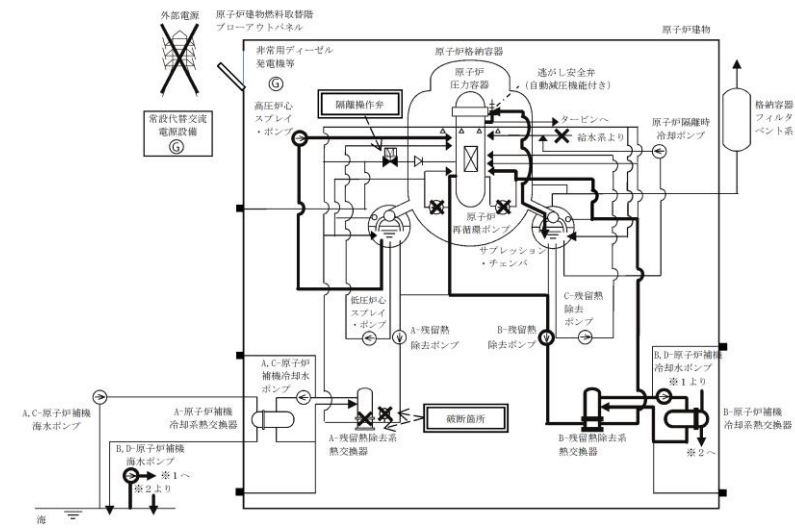 外部電源
原子炉建物燃料取替階
ブローアウトパネル
原子炉建物
非常用ディーゼル
発電機等
G
原子炉格納容器
原子炉
圧力容器
逃がし安全弁
(自動減圧機能付き)
隔離操作弁
高圧炉心
スプレイ
・ポンプ
常設代替交流
電源設備
G
タービンへ
給水系より
原子炉隔離時
冷却ポンプ
格納容器
フィルタ
ベント系
原子炉
再循環ポンプ
サプレッション
・チェンバ
低圧炉心
スプレイ
・ポンプ
A-残留熱
除去ポンプ
B-残留熱
除去ポンプ
C-残留熱
除去
ポンプ
A,C-原子炉
補機冷却水
ポンプ
B,D-原子炉補機
冷却水ポンプ
※1より
A,C-原子炉補機
海水ポンプ
A-原子炉補機
冷却系熱交換器
破断箇所
B-原子炉補機
冷却系熱交換器
A-残留熱除去系
熱交換器
B-残留熱除去系
熱交換器
※2へ
B,D-原子炉補機
海水ポンプ
※1へ
※2より
海